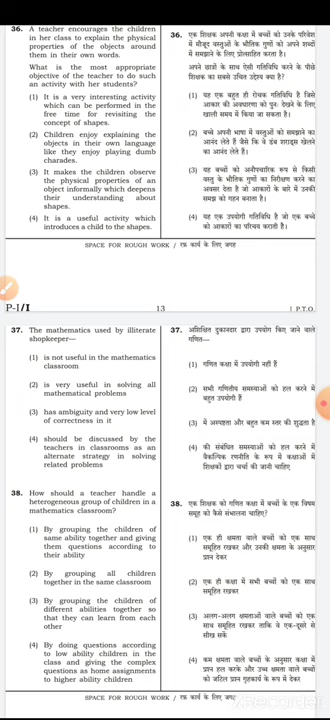 36. A teacher encourages the children
in her class to explain the physical
properties of the objects around
them in their own words.
What is the most appropriate
objective of the teacher to do such
an activity with her students?
(1) It is a very interesting activity
which can be performed in the
free time for revisiting the
concept of shapes.
(2) Children enjoy explaining the
objects in their own language
like they enjoy playing dumb
charades.
(3) It makes the children observe
the physical properties of an
object informally which deepens
their understanding about
shapes.
(4) It is a useful activity which
introduces a child to the shapes.
36. एक शिक्षक अपनी कक्षा में बच्चों को उनके परिवेश
में मौजूद वस्तुओं के भौतिक गुणों को अपने शब्दों
में समझाने के लिए प्रोत्साहित करता है।
अपने छात्रों के साथ ऐसी गतिविधि करने के पीछे
शिक्षक का सबसे उचित उद्देश्य क्या है?
(1) यह एक बहुत ही रोचक गतिविधि है जिसे
आकार की अवधारणा को पुनः देखने के लिए
खाली समय में किया जा सकता है।
(2) बच्चे अपनी भाषा में वस्तुओं को समझाने का
आनंद लेते हैं जैसे कि वे डंब शराड्स खेलने
का आनंद लेते हैं।
(3) यह बच्चों को अनौपचारिक रूप से किसी
वस्तु के भौतिक गुणों का निरीक्षण करने का
अवसर देता है जो आकारों के बारे में उनकी
समझ को गहन बनाता है।
(4) यह एक उपयोगी गतिविधि है जो एक बच्चे
को आकारों का परिचय कराती है।
SPACE FOR ROUGH WORK / रफ़ कार्य के लिए जगह
P-I/I
13
[ P.T.O.
37. The mathematics used by illiterate
shopkeeper—
(1) is not useful in the mathematics
classroom
(2) is very useful in solving all
mathematical problems
(3) has ambiguity and very low level
of correctness in it
(4) should be discussed by the
teachers in classrooms as an
alternate strategy in solving
related problems
38. How should a teacher handle a
heterogeneous group of children in a
mathematics classroom?
(1) By grouping the children of
same ability together and giving
them questions according to
their ability
(2) By grouping all children
together in the same classroom
(3) By grouping the children of
different abilities together so
that they can learn from each
other
(4) By doing questions according
to low ability children in the
class and giving the complex
questions as home assignments
to higher ability children
37. अशिक्षित दुकानदार द्वारा उपयोग किए जाने वाले
गणित—
(1) गणित कक्षा में उपयोगी नहीं हैं
(2) सभी गणितीय समस्याओं को हल करने में
बहुत उपयोगी हैं
(3) में अस्पष्टता और बहुत कम स्तर की शुद्धता है
(4) की संबंधित समस्याओं को हल करने में
वैकल्पिक रणनीति के रूप में कक्षाओं में
शिक्षकों द्वारा चर्चा की जानी चाहिए
38. एक शिक्षक को गणित कक्षा में बच्चों के एक विषम
समूह को कैसे संभालना चाहिए?
(1) एक ही क्षमता वाले बच्चों को एक साथ
समूहित रखकर और उनकी क्षमता के अनुसार
प्रश्न देकर
(2) एक ही कक्षा में सभी बच्चों को एक साथ
समूहित रखकर
(3) अलग-अलग क्षमताओं वाले बच्चों को एक
साथ समूहित रखकर ताकि वे एक-दूसरे से
सीख सकें
(4) कम क्षमता वाले बच्चों के अनुसार कक्षा में
प्रश्न हल करके और उच्च क्षमता वाले बच्चों
को जटिल प्रश्न गृहकार्य के रूप में देकर
SPACE FOR ROUGH WORK / रफ़ कार्य के लिए जगह